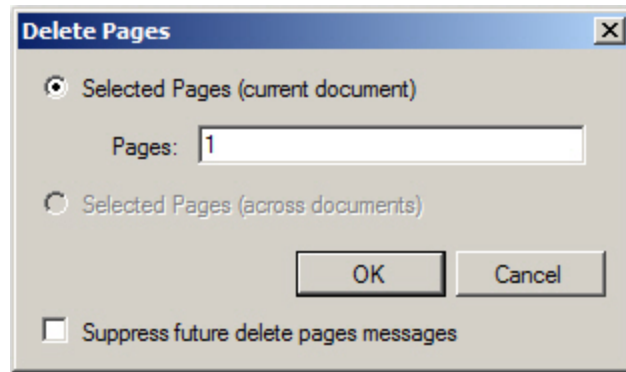 Delete Pages
Selected Pages (current document)
Pages: 1
Selected Pages (across documents)
OK Cancel
Suppress future delete pages messages